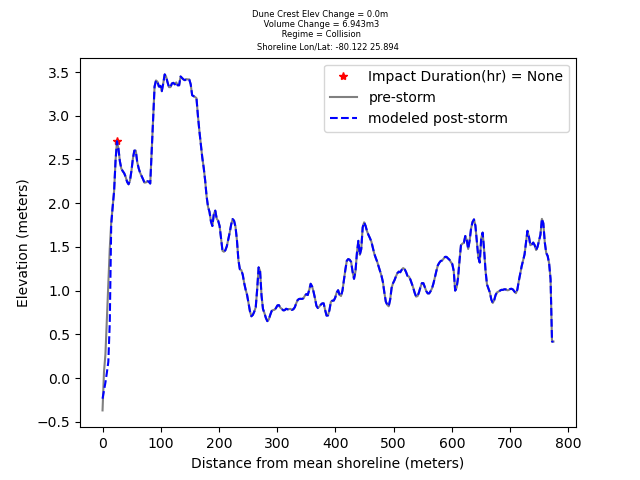 Dune Crest Elev Change = 0.0m
Volume Change = 6.943m3
Regime = Collision
Shoreline Lon/Lat: -80.122 25.894
Impact Duration(hr) = None
pre-storm
modeled post-storm
Elevation (meters)
3.5
3.0
2.5
2.0
1.5
1.0
0.5
0.0
−0.5
0 100 200 300 400 500 600 700 800
Distance from mean shoreline (meters)